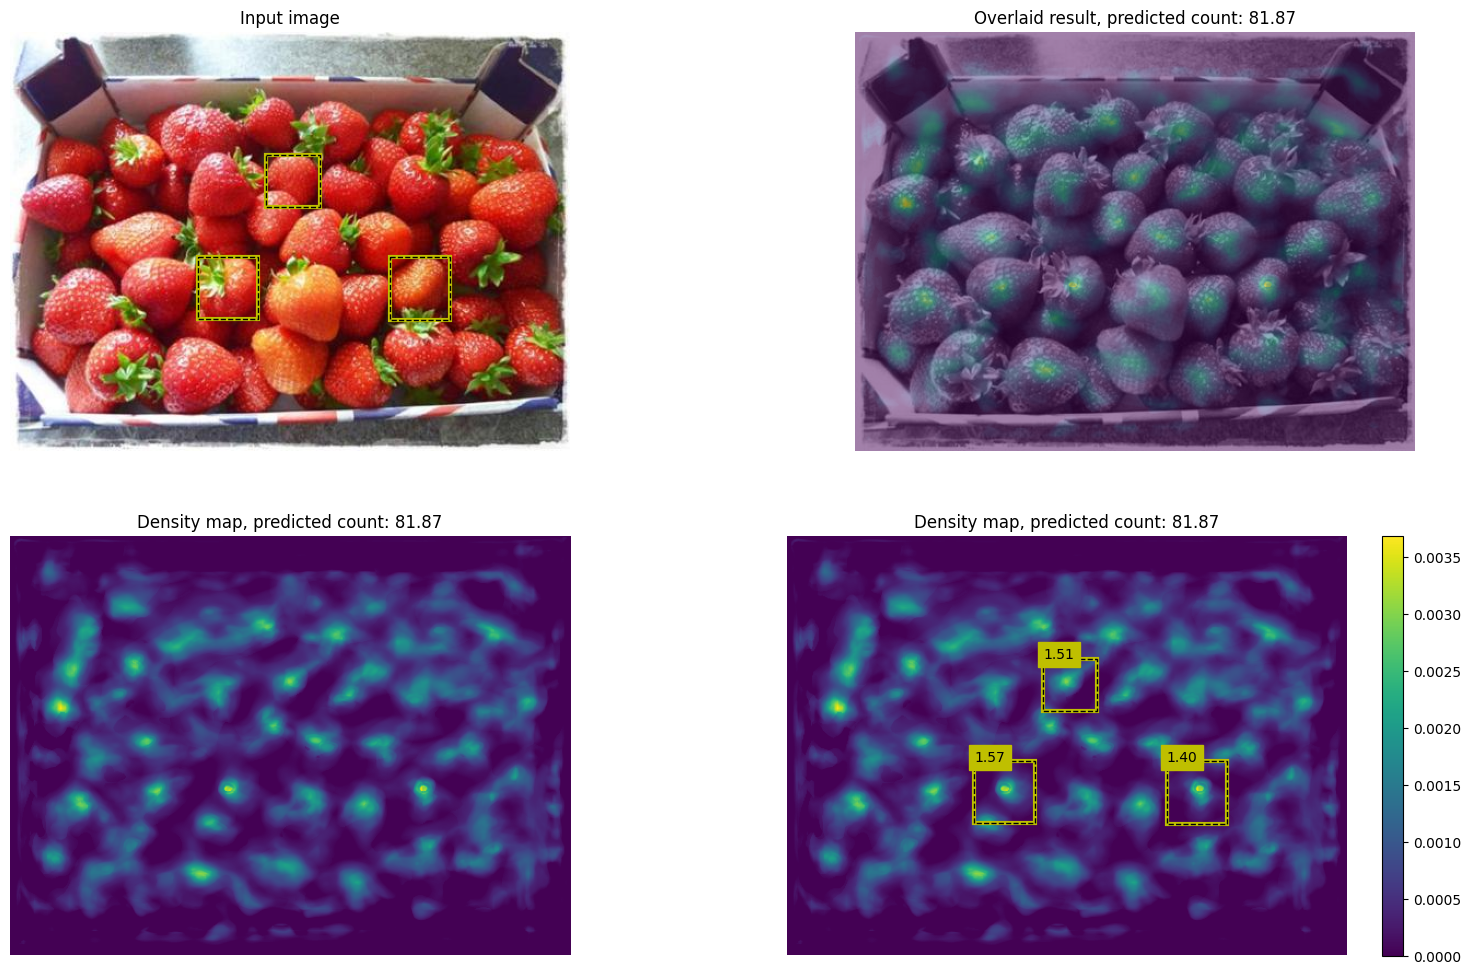 Input image
Overlaid result, predicted count: 81.87
Density map, predicted count: 81.87
Density map, predicted count: 81.87
1.51
1.57
1.40
0.0035
0.0030
0.0025
0.0020
0.0015
0.0010
0.0005
0.0000